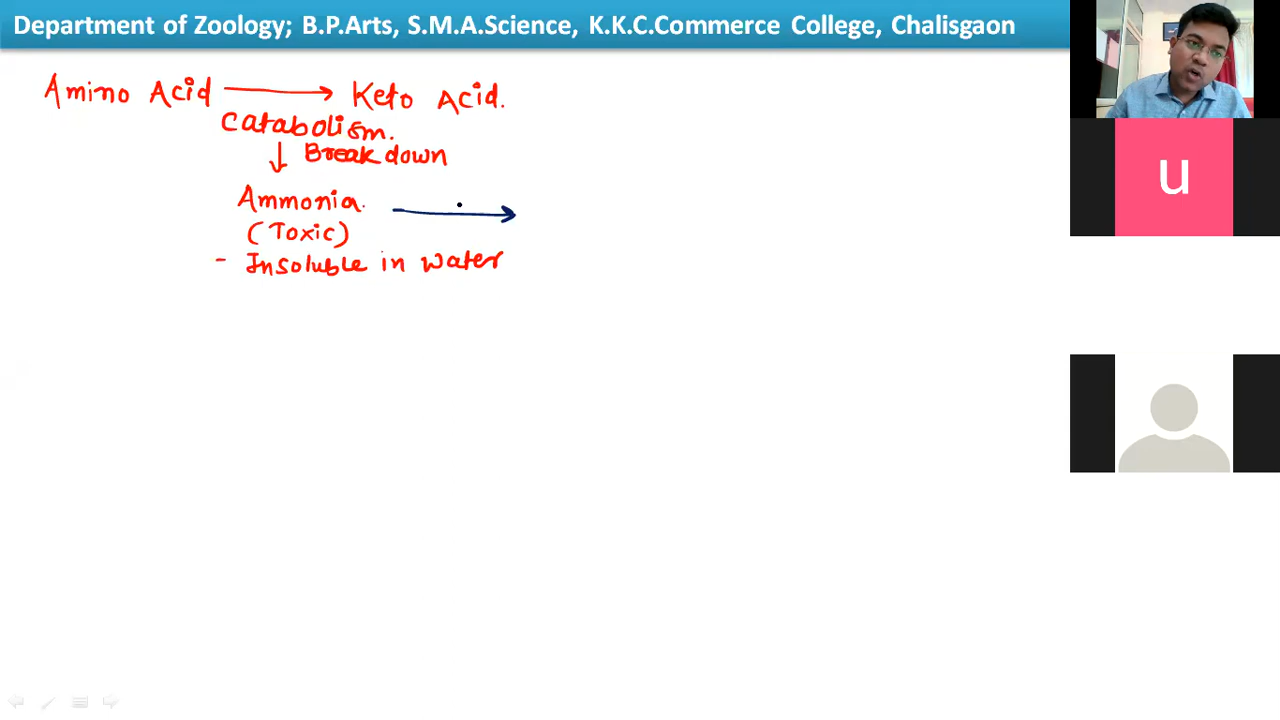 Department of Zoology; B.P.Arts, S.M.A.Science, K.K.C.Commerce College, Chalisgaon
Amino Acid → Keto Acid.
Catabolism.
↓ Breakdown
Ammonia. →
(Toxic)
- Insoluble in water
u